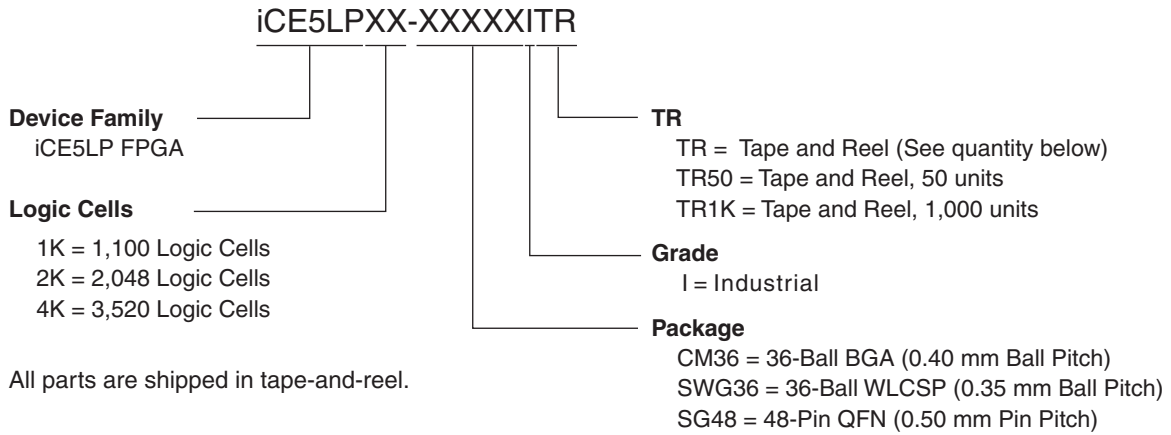 iCE5LPXX-XXXXXITR
Device Family
iCE5LP FPGA
Logic Cells
1K = 1,100 Logic Cells
2K = 2,048 Logic Cells
4K = 3,520 Logic Cells
All parts are shipped in tape-and-reel.
TR
TR = Tape and Reel (See quantity below)
TR50 = Tape and Reel, 50 units
TR1K = Tape and Reel, 1,000 units
Grade
I = Industrial
Package
CM36 = 36-Ball BGA (0.40 mm Ball Pitch)
SWG36 = 36-Ball WLCSP (0.35 mm Ball Pitch)
SG48 = 48-Pin QFN (0.50 mm Pin Pitch)